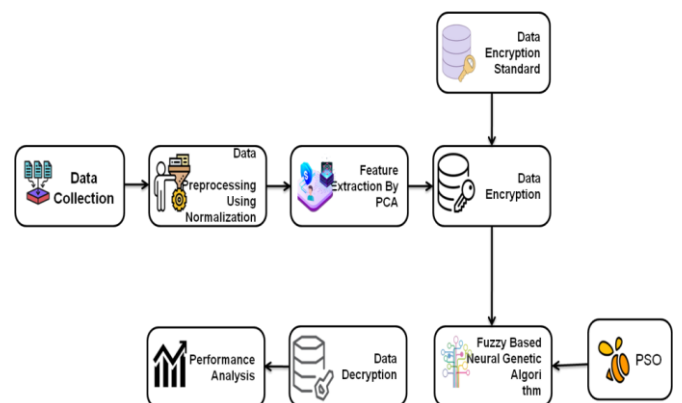 Data
Encryption
Standard
Data
Collection
Data
Preprocessing
Using
Normalization
Feature
Extraction By
PCA
Data
Encryption
Performance
Analysis
Data
Decryption
Fuzzy Based
Neural Genetic
Algori
thm
PSO